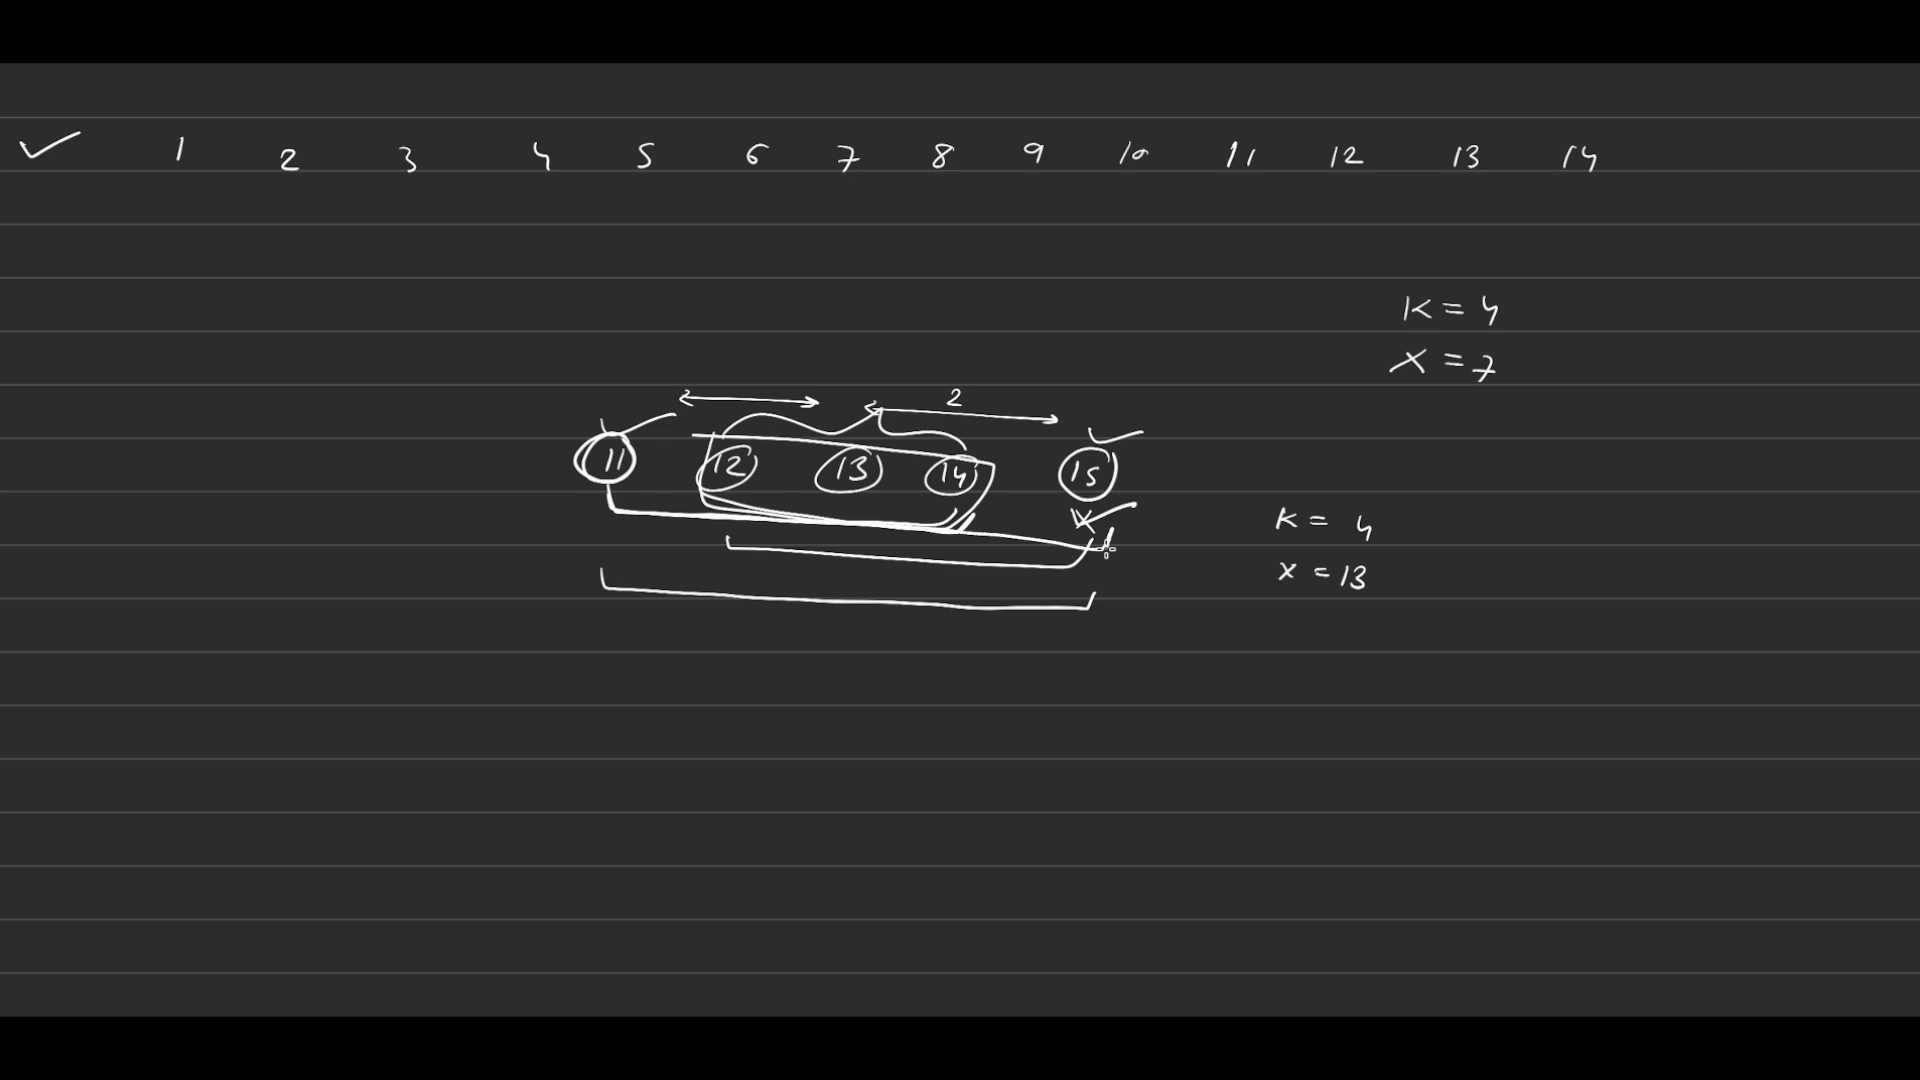 1 2 3 4 5 6 7 8 9 10 11 12 13 14
K = 4
X = 7
2
11 12 13 14 15
K = 4
x = 13